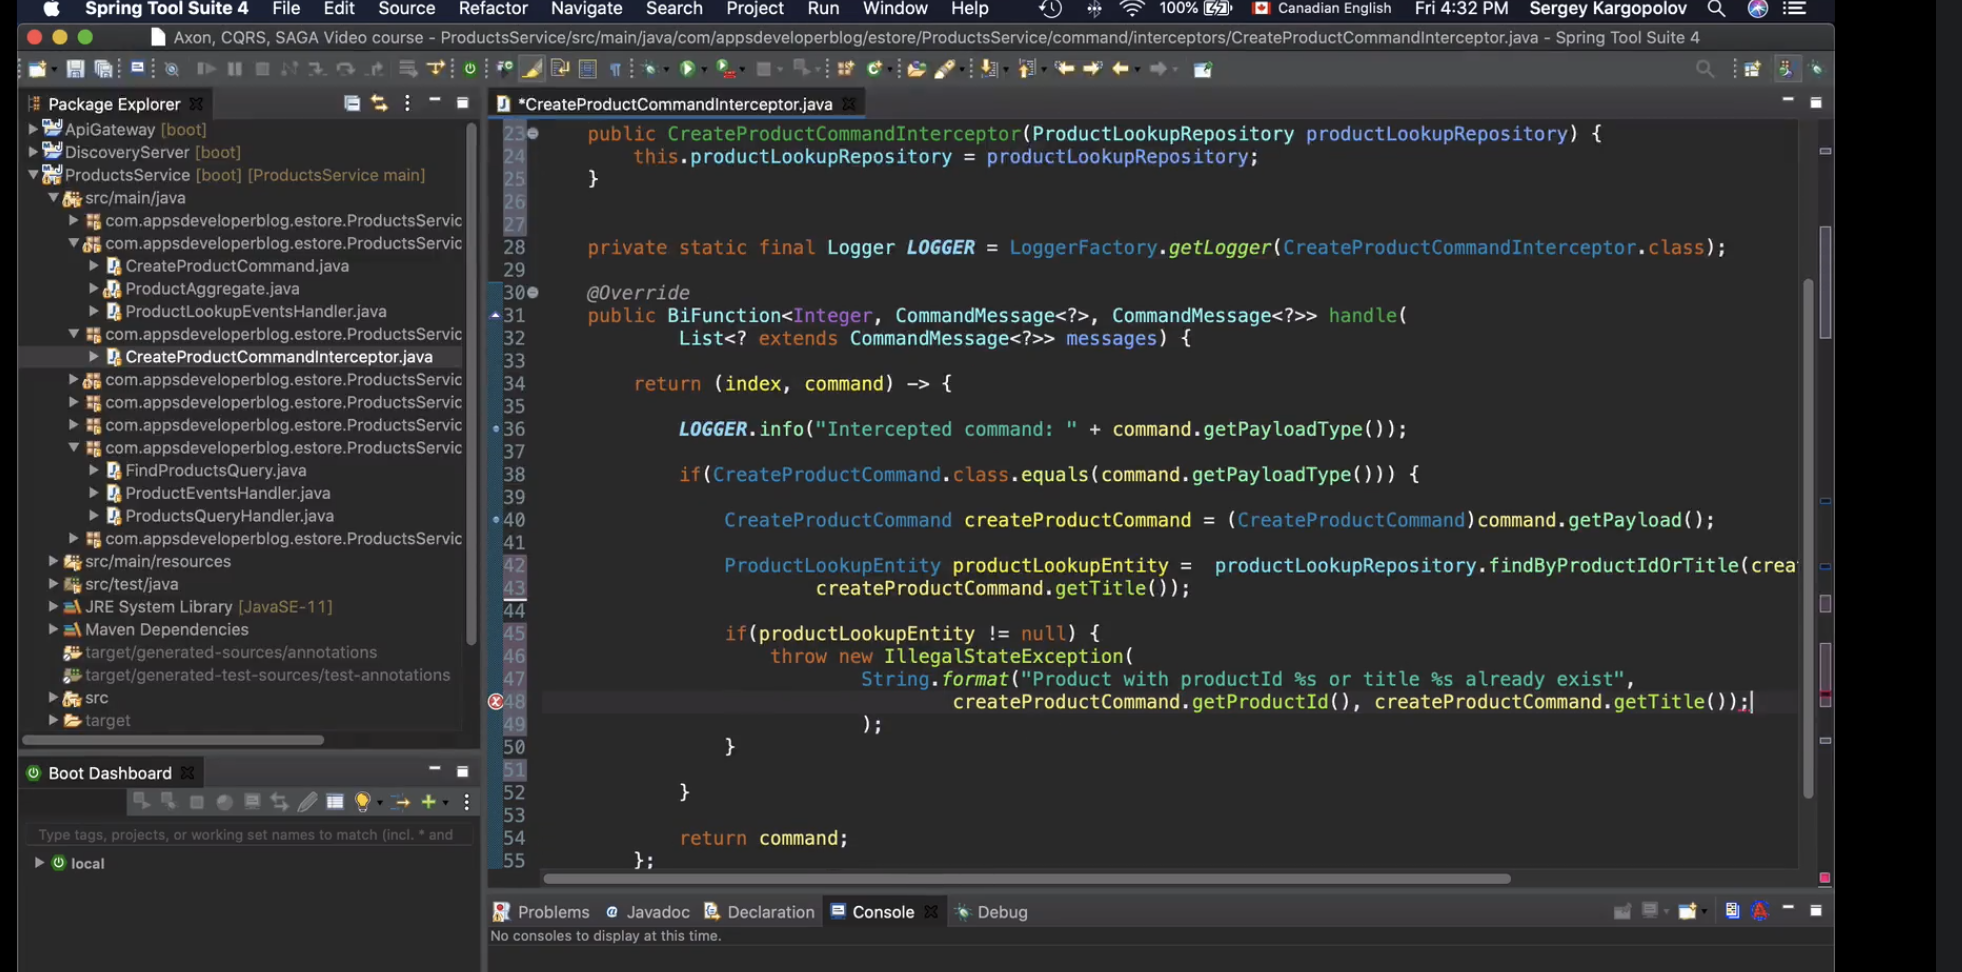 Spring Tool Suite 4 File Edit Source Refactor Navigate Search Project Run Window Help 100% Canadian English Fri 4:32 PM Sergey Kargopolov
Axon, CQRS, SAGA Video course - ProductsService/src/main/java/com/appsdeveloperblog/estore/ProductsService/command/interceptors/CreateProductCommandInterceptor.java - Spring Tool Suite 4
Package Explorer
ApiGateway [boot]
DiscoveryServer [boot]
ProductsService [boot] [ProductsService main]
src/main/java
com.appsdeveloperblog.estore.ProductsServic
com.appsdeveloperblog.estore.ProductsServic
CreateProductCommand.java
ProductAggregate.java
ProductLookupEventsHandler.java
com.appsdeveloperblog.estore.ProductsServic
CreateProductCommandInterceptor.java
com.appsdeveloperblog.estore.ProductsServic
com.appsdeveloperblog.estore.ProductsServic
com.appsdeveloperblog.estore.ProductsServic
com.appsdeveloperblog.estore.ProductsServic
FindProductsQuery.java
ProductEventsHandler.java
ProductsQueryHandler.java
com.appsdeveloperblog.estore.ProductsServic
src/main/resources
src/test/java
JRE System Library [JavaSE-11]
Maven Dependencies
target/generated-sources/annotations
target/generated-test-sources/test-annotations
src
target
Boot Dashboard
Type tags, projects, or working set names to match (incl. * and
local
*CreateProductCommandInterceptor.java
23 public CreateProductCommandInterceptor(ProductLookupRepository productLookupRepository) {
24 this.productLookupRepository = productLookupRepository;
25 }
26
27
28 private static final Logger LOGGER = LoggerFactory.getLogger(CreateProductCommandInterceptor.class);
29
30 @Override
31 public BiFunction<Integer, CommandMessage<?>, CommandMessage<?>> handle(
32 List<? extends CommandMessage<?>> messages) {
33
34 return (index, command) -> {
35
36 LOGGER.info("Intercepted command: " + command.getPayloadType());
37
38 if(CreateProductCommand.class.equals(command.getPayloadType())) {
39
40 CreateProductCommand createProductCommand = (CreateProductCommand)command.getPayload();
41
42 ProductLookupEntity productLookupEntity = productLookupRepository.findByProductIdOrTitle(crea
43 createProductCommand.getTitle());
44
45 if(productLookupEntity != null) {
46 throw new IllegalStateException(
47 String.format("Product with productId %s or title %s already exist",
48 createProductCommand.getProductId(), createProductCommand.getTitle());
49 );
50 }
51
52 }
53
54 return command;
55 };
Problems Javadoc Declaration Console Debug
No consoles to display at this time.